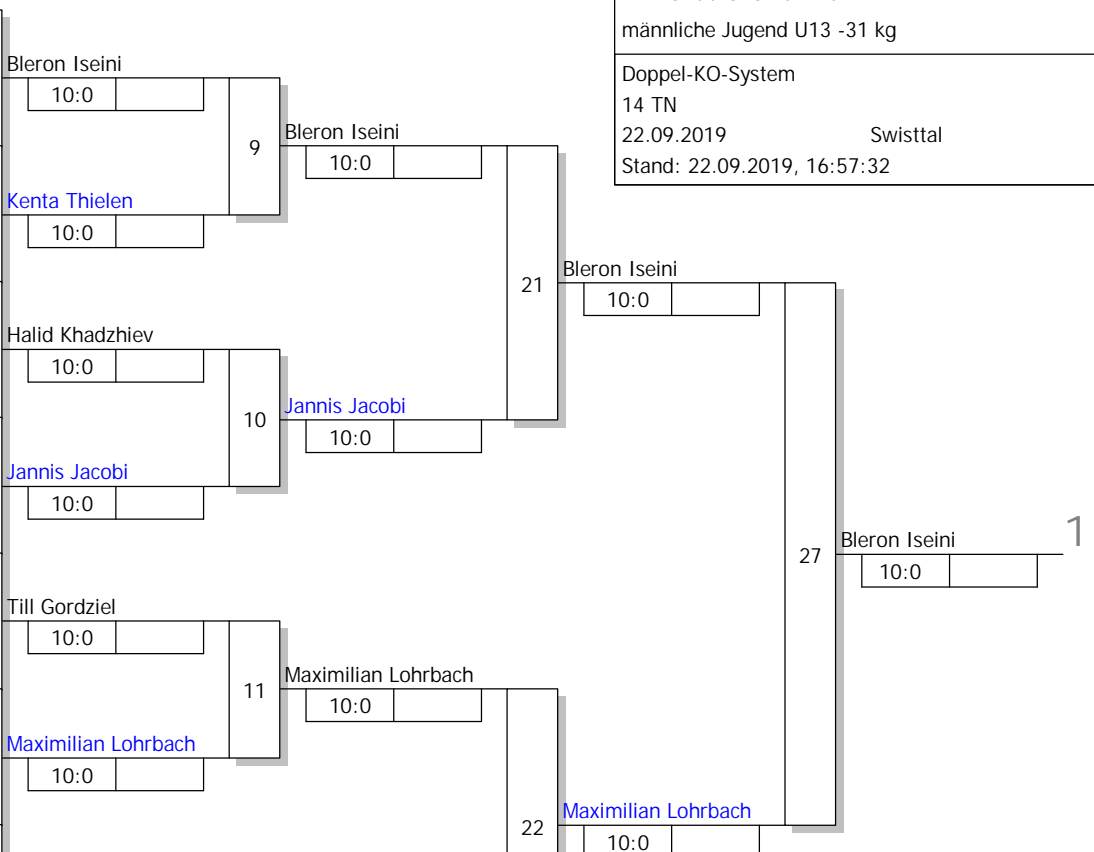 männliche Jugend U13 -31 kg
Doppel-KO-System
14 TN
22.09.2019 Swisttal
Stand: 22.09.2019, 16:57:32
Bleron Iseini
10:0
9
Bleron Iseini
10:0
Kenta Thielen
10:0
21
Bleron Iseini
10:0
Halid Khadzhiev
10:0
10
Jannis Jacobi
10:0
Jannis Jacobi
10:0
27
Bleron Iseini
10:0
1
Till Gordziel
10:0
11
Maximilian Lohrbach
10:0
Maximilian Lohrbach
10:0
22
Maximilian Lohrbach
10:0